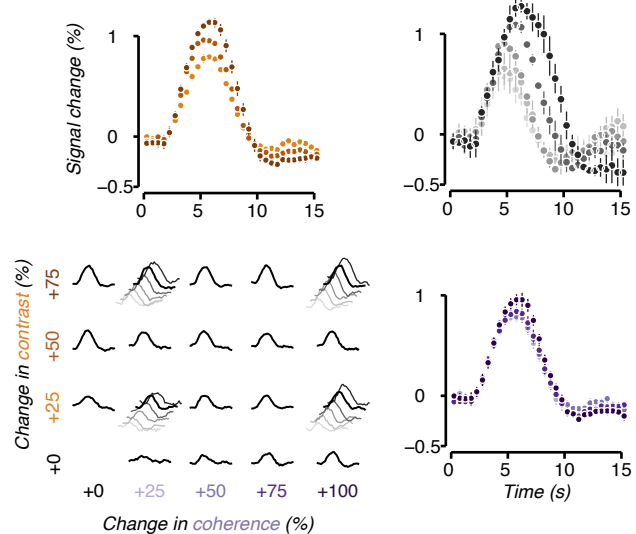 1
0
−0.5
Signal change (%)
0 5 10 15
1
0
−0.5
0 5 10 15
Change in contrast (%)
+75
+50
+25
+0
+0 +25 +50 +75 +100
Change in coherence (%)
1
0
−0.5
0 5 10 15
Time (s)